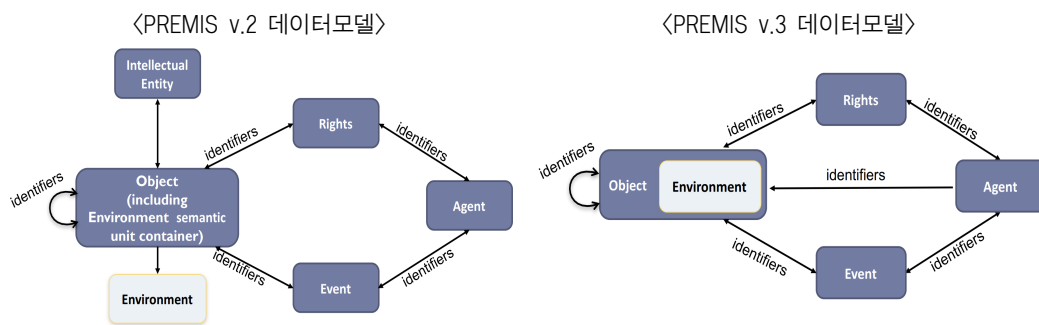 〈PREMIS v.2 데이터모델〉
Intellectual
Entity
identifiers
Rights
identifiers
identifiers
Object
(including
Environment semantic
unit container)
Agent
identifiers
identifiers
Event
Environment
〈PREMIS v.3 데이터모델〉
Rights
identifiers
identifiers
identifiers
Object
Environment
identifiers
Agent
identifiers
identifiers
Event